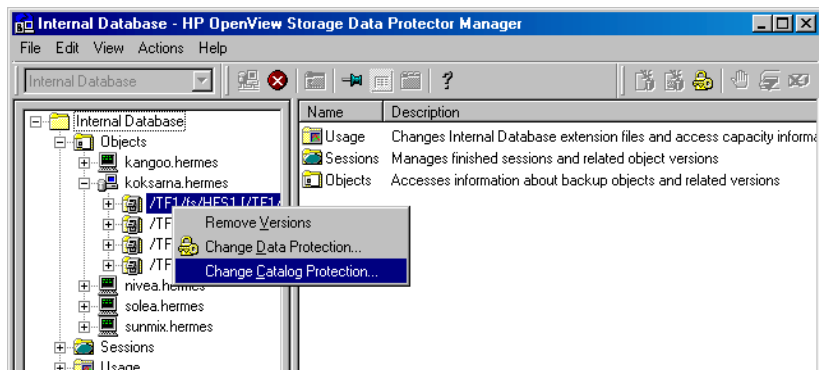 Internal Database - HP OpenView Storage Data Protector Manager
File Edit View Actions Help
Internal Database
Name Description
Internal Database
Objects
kangoo.hermes
koksarna.hermes
/TF1/fs/HFS1 [/TF1/
/TF
/TF
/TF
nivea.hermes
solea.hermes
sunmix.hermes
Sessions
Usage
Remove Versions
Change Data Protection...
Change Catalog Protection...
Usage Changes Internal Database extension files and access capacity informa
Sessions Manages finished sessions and related object versions
Objects Accesses information about backup objects and related versions